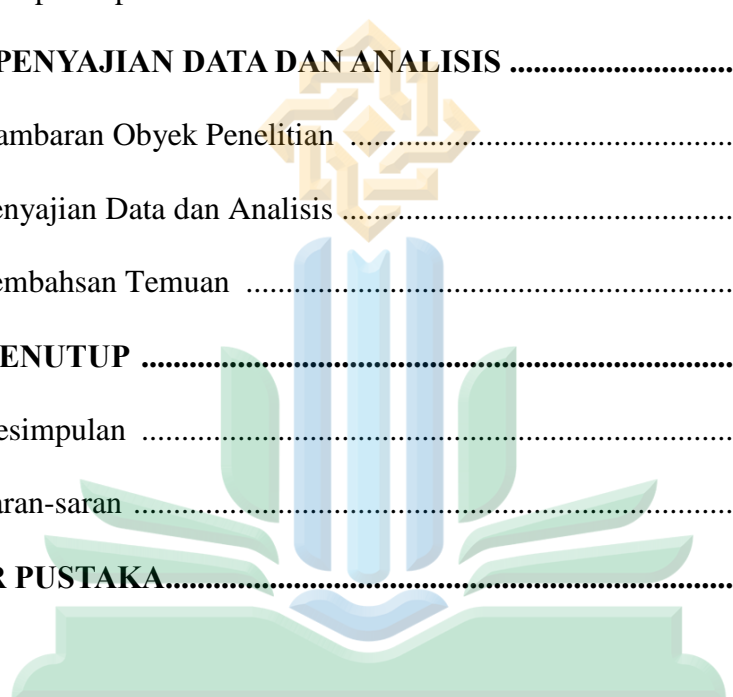 PENYAJIAN DATA DAN ANALISIS ............................
ambaran Obyek Penelitian ................................................
enyajian Data dan Analisis .................................................
embahsan Temuan .............................................................
ENUTUP ..........................................................................
esimpulan ..........................................................................
aran-saran ...........................................................................
R PUSTAKA.......................................................................